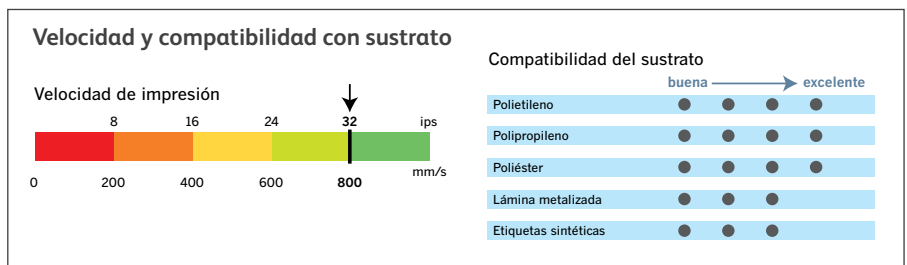 Velocidad y compatibilidad con sustrato
Velocidad de impresión
8 16 24 32 ips
mm/s
0 200 400 600 800
Compatibilidad del sustrato
buena excelente
Polietileno
Polipropileno
Poliéster
Lámina metalizada
Etiquetas sintéticas